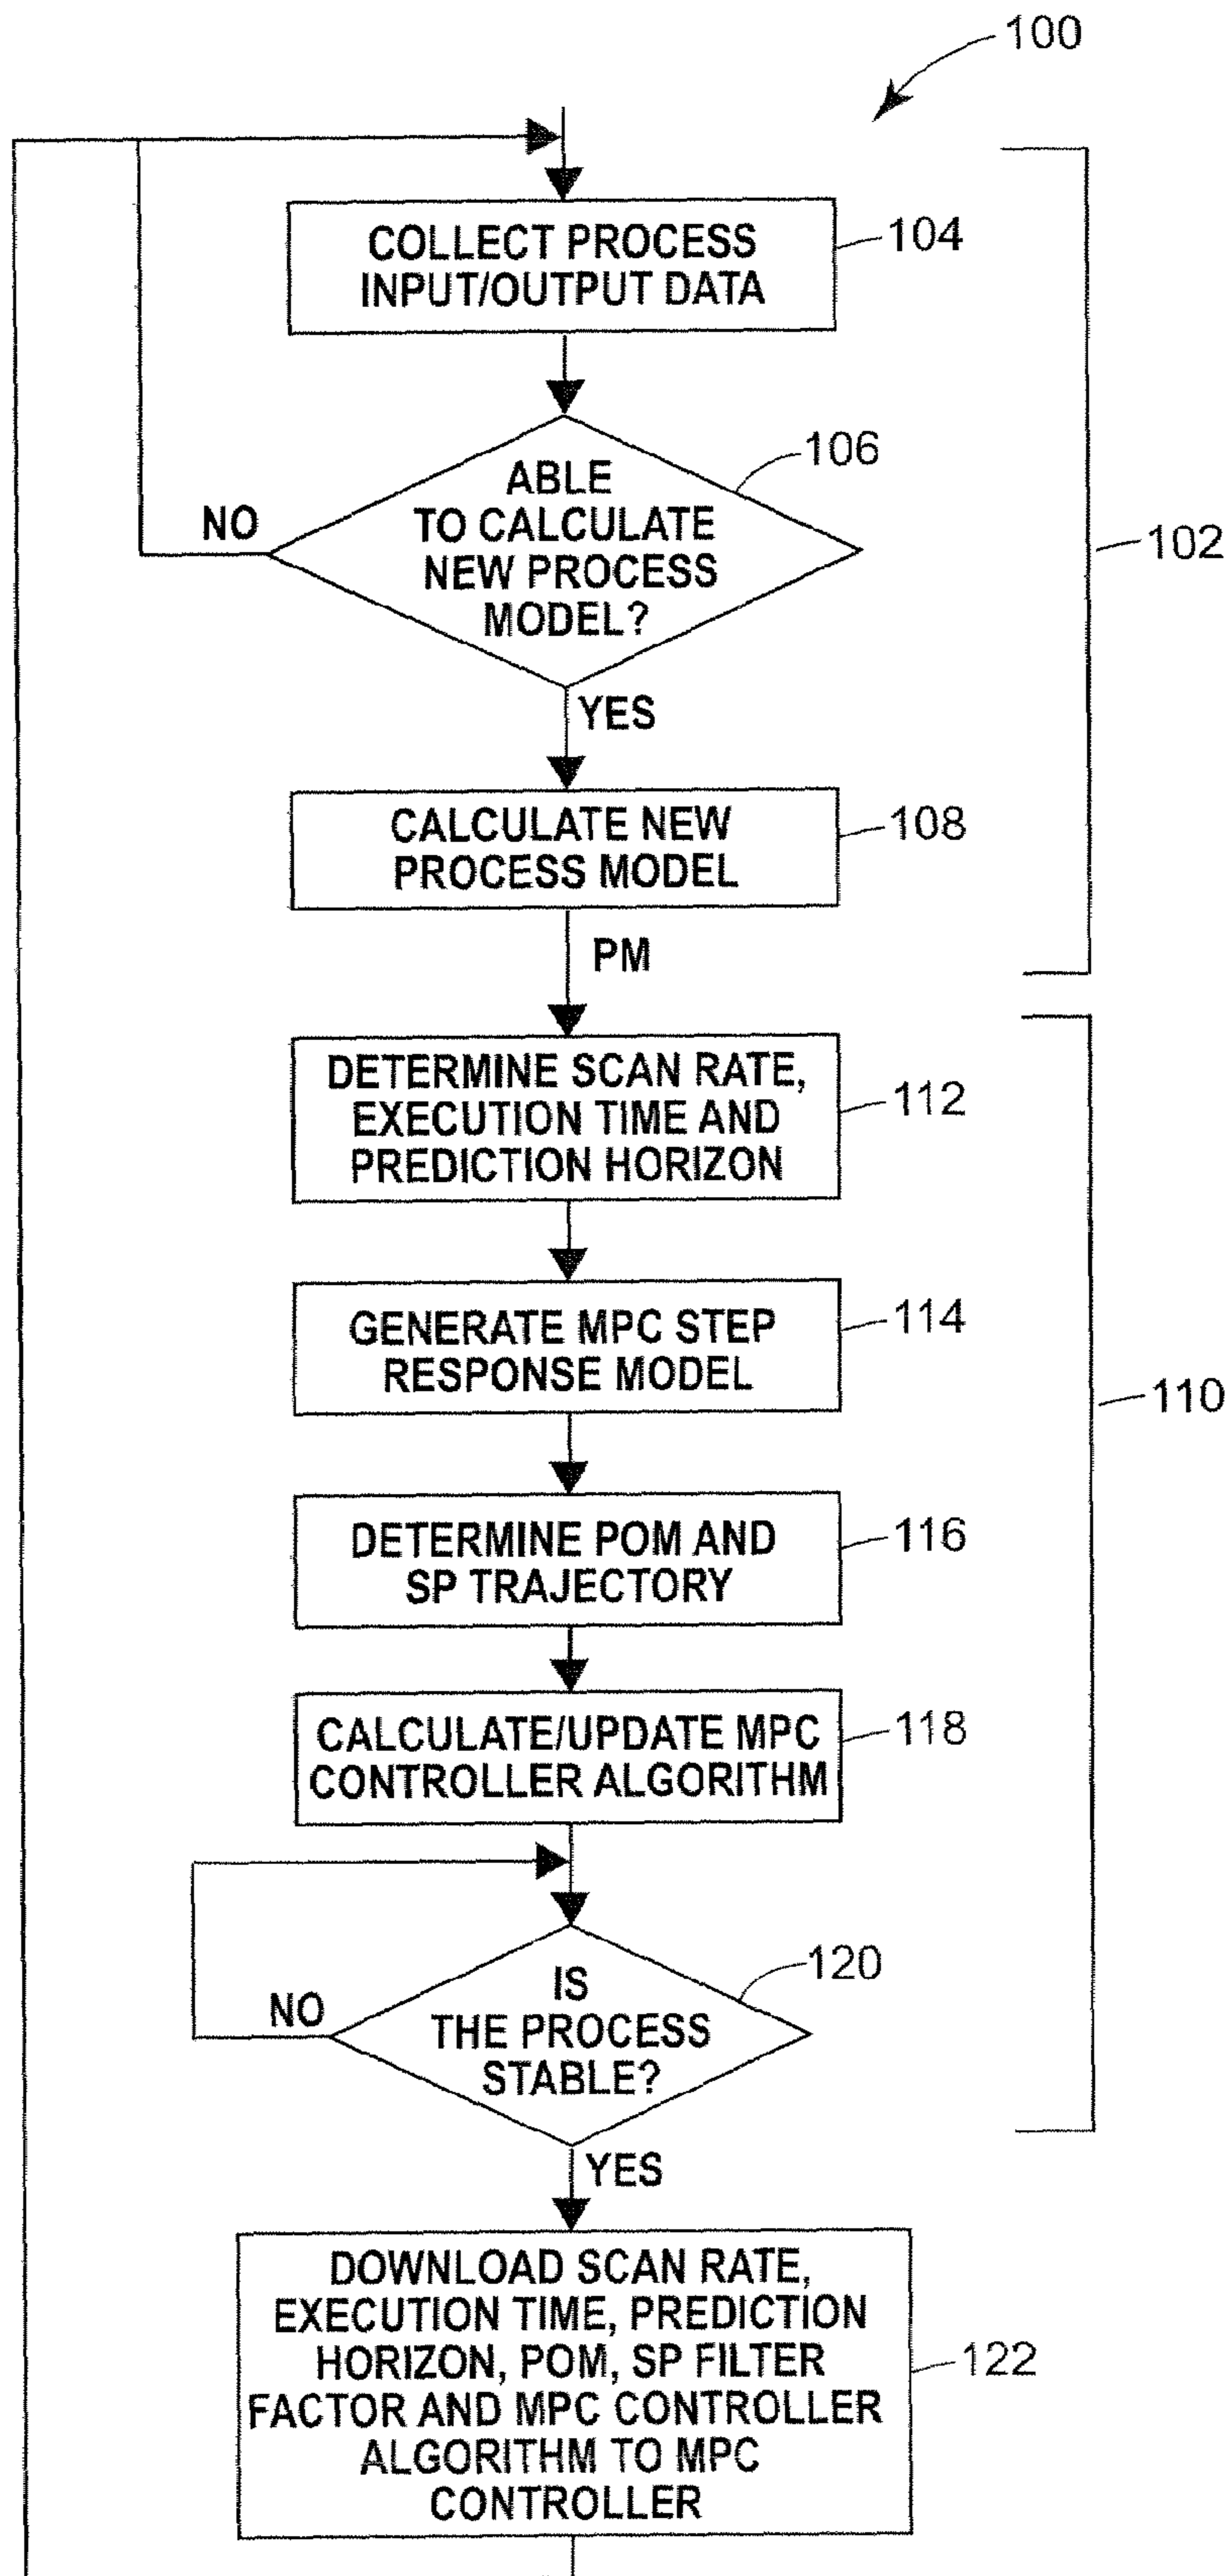 100
COLLECT PROCESS
INPUT/OUTPUT DATA
104
106
ABLE
TO CALCULATE
NEW PROCESS
MODEL?
NO
102
YES
CALCULATE NEW
PROCESS MODEL
108
PM
DETERMINE SCAN RATE,
EXECUTION TIME AND
PREDICTION HORIZON
112
GENERATE MPC STEP
RESPONSE MODEL
114
110
DETERMINE POM AND
SP TRAJECTORY
116
CALCULATE/UPDATE MPC
CONTROLLER ALGORITHM
118
120
IS
THE PROCESS
STABLE?
NO
YES
DOWNLOAD SCAN RATE,
EXECUTION TIME, PREDICTION
HORIZON, POM, SP FILTER
FACTOR AND MPC CONTROLLER
ALGORITHM TO MPC
CONTROLLER
122